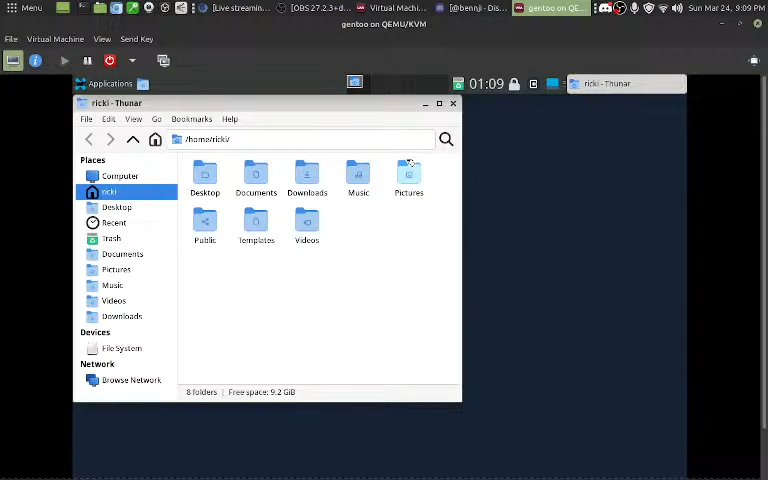 Menu [Live streamin... [OBS 27.2.3+d... Virtual Machi... [@bennji - Dis... gentoo on QE... Sun Mar 24, 9:09 PM
gentoo on QEMU/KVM
File Virtual Machine View Send Key
Applications 01:09 ricki - Thunar
ricki - Thunar
File Edit View Go Bookmarks Help
/home/ricki/
Places
Computer
ricki
Desktop
Recent
Trash
Documents
Pictures
Music
Videos
Downloads
Devices
File System
Network
Browse Network
Desktop Documents Downloads Music Pictures
Public Templates Videos
8 folders | Free space: 9.2 GiB